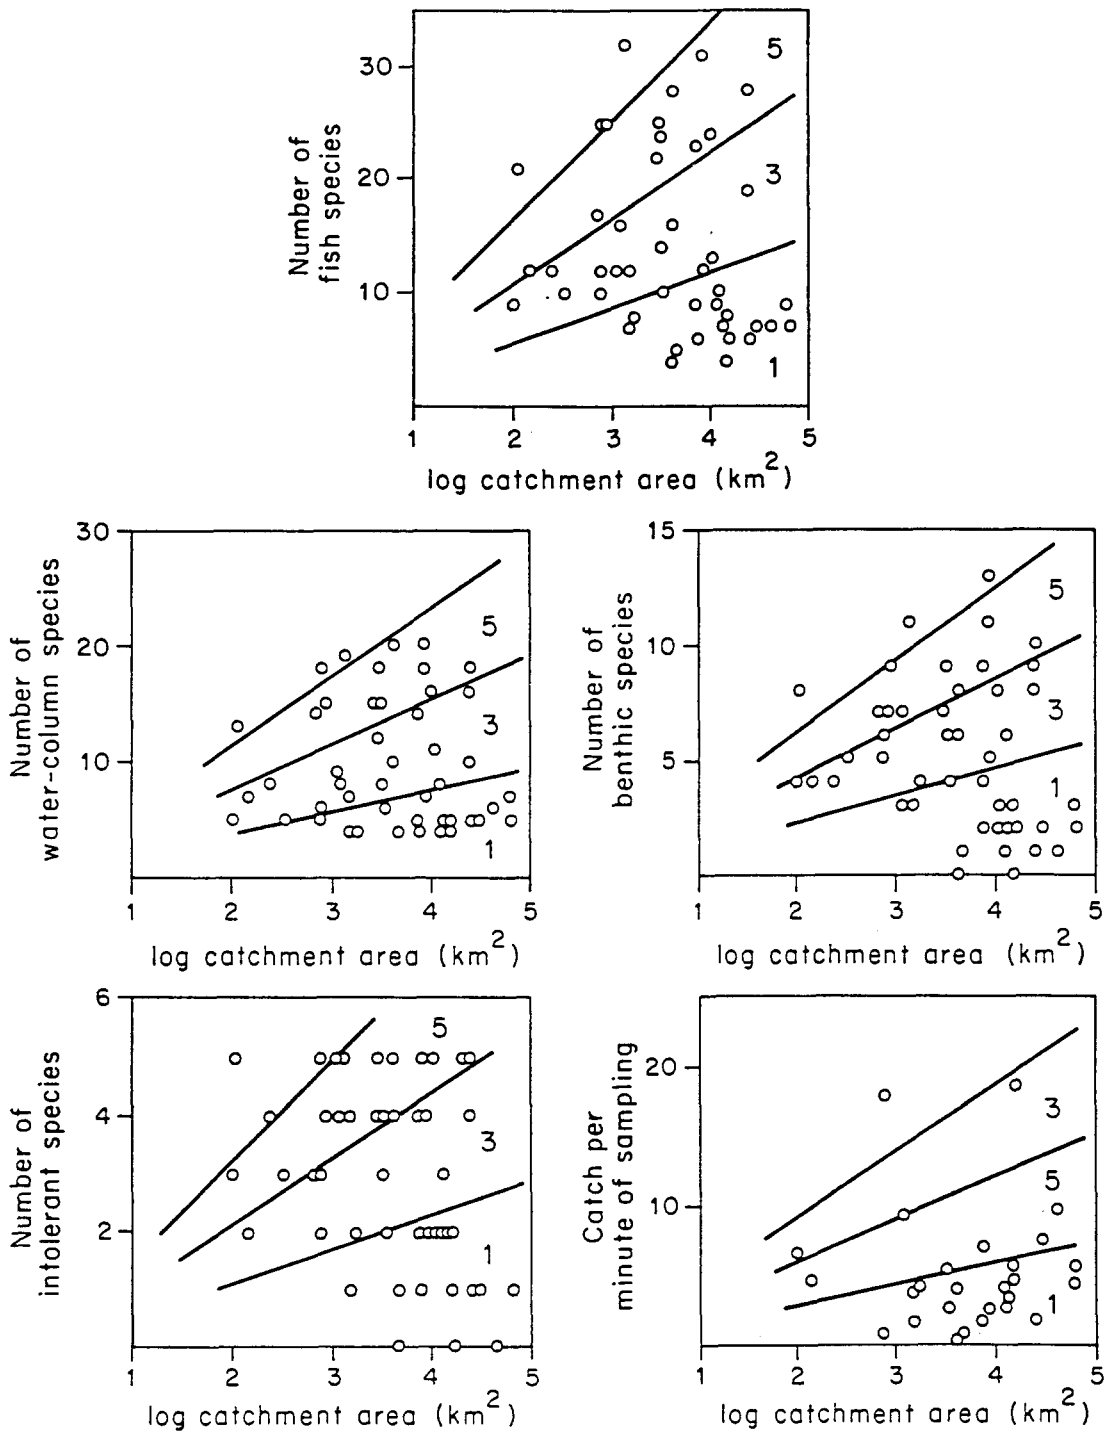 Number of
fish species
30
20
10
5
3
1
1 2 3 4 5
log catchment area (km2)
Number of
water-column species
30
20
10
5
3
1
1 2 3 4 5
log catchment area (km2)
Number of
benthic species
15
10
5
5
3
1
1 2 3 4 5
log catchment area (km2)
Number of
intolerant species
6
4
2
5
3
1
1 2 3 4 5
log catchment area (km2)
Catch per
minute of sampling
20
10
3
5
1
1 2 3 4 5
log catchment area (km2)